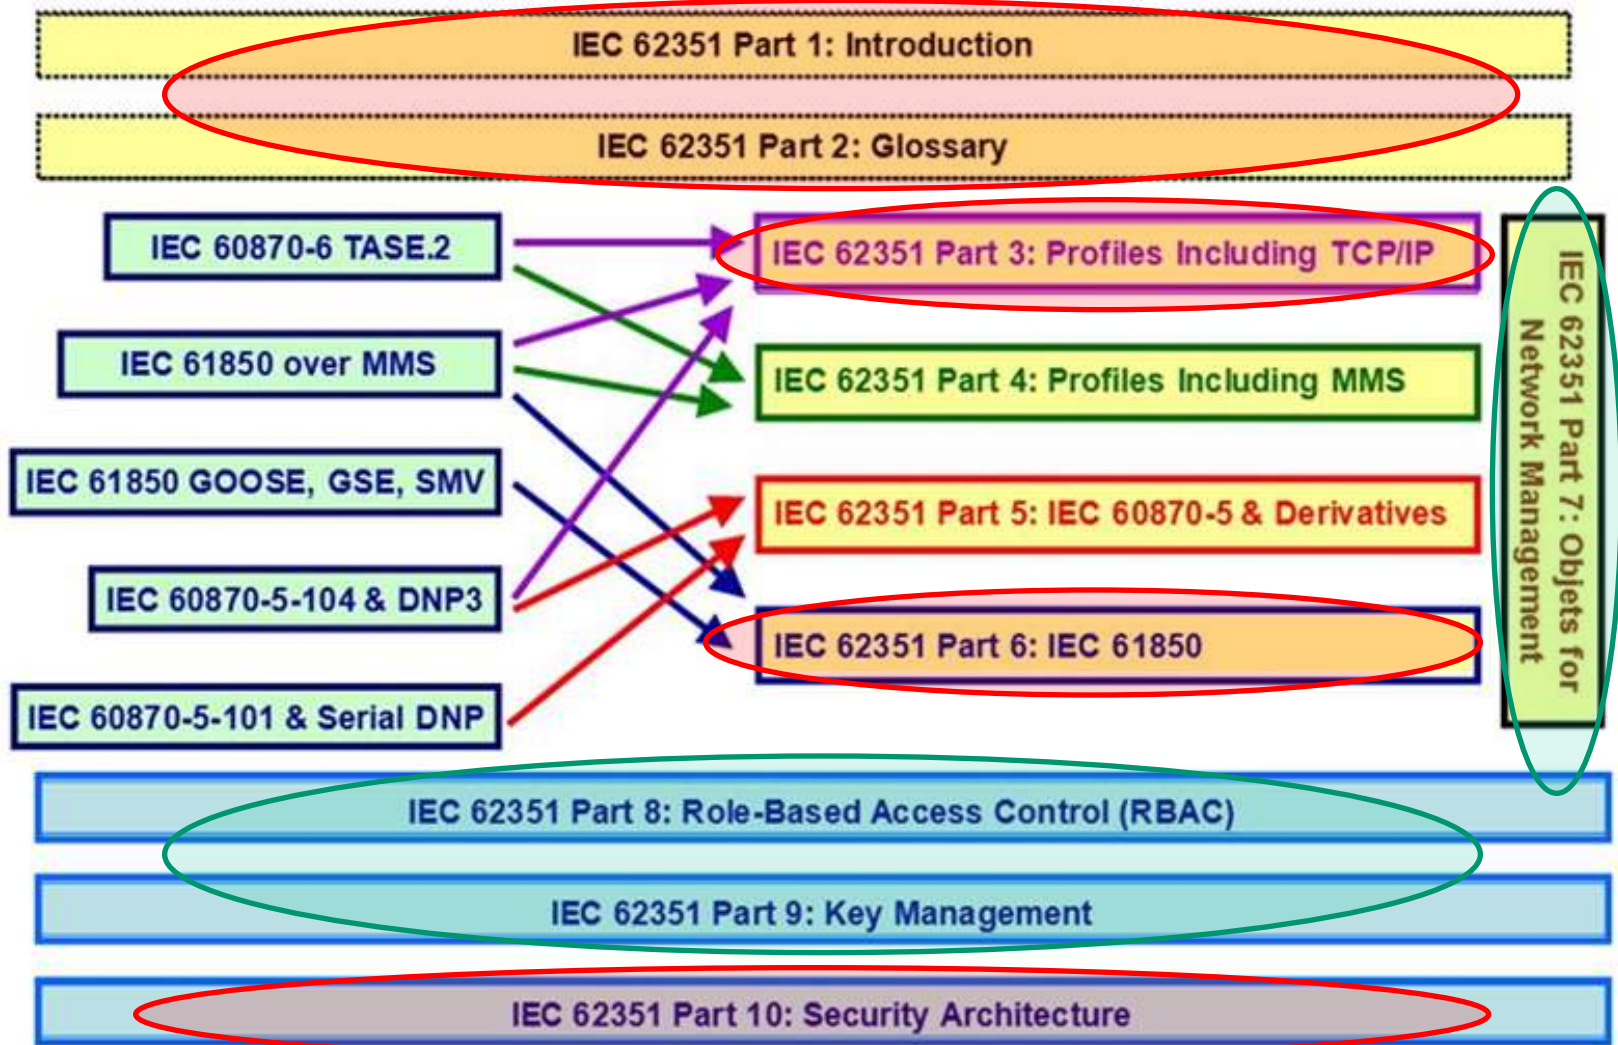 IEC 62351 Part 1: Introduction
IEC 62351 Part 2: Glossary
IEC 60870-6 TASE.2
IEC 61850 over MMS
IEC 61850 GOOSE, GSE, SMV
IEC 60870-5-104 & DNP3
IEC 60870-5-101 & Serial DNP
IEC 62351 Part 3: Profiles Including TCP/IP
IEC 62351 Part 4: Profiles Including MMS
IEC 62351 Part 5: IEC 60870-5 & Derivatives
IEC 62351 Part 6: IEC 61850
IEC 62351 Part 7: Objets for
Network Management
IEC 62351 Part 8: Role-Based Access Control (RBAC)
IEC 62351 Part 9: Key Management
IEC 62351 Part 10: Security Architecture